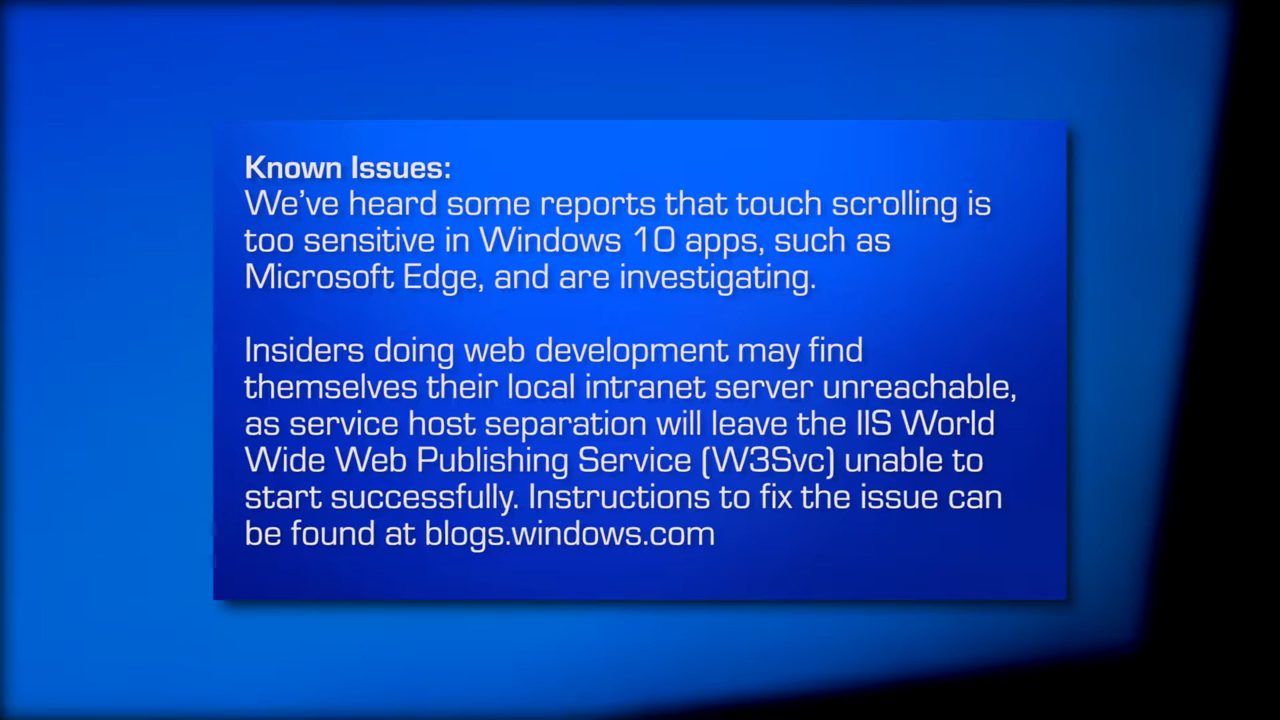 Known Issues:
We've heard some reports that touch scrolling is
too sensitive in Windows 10 apps, such as
Microsoft Edge, and are investigating.
Insiders doing web development may find
themselves their local intranet server unreachable,
as service host separation will leave the IIS World
Wide Web Publishing Service (W3Svc) unable to
start successfully. Instructions to fix the issue can
be found at blogs.windows.com